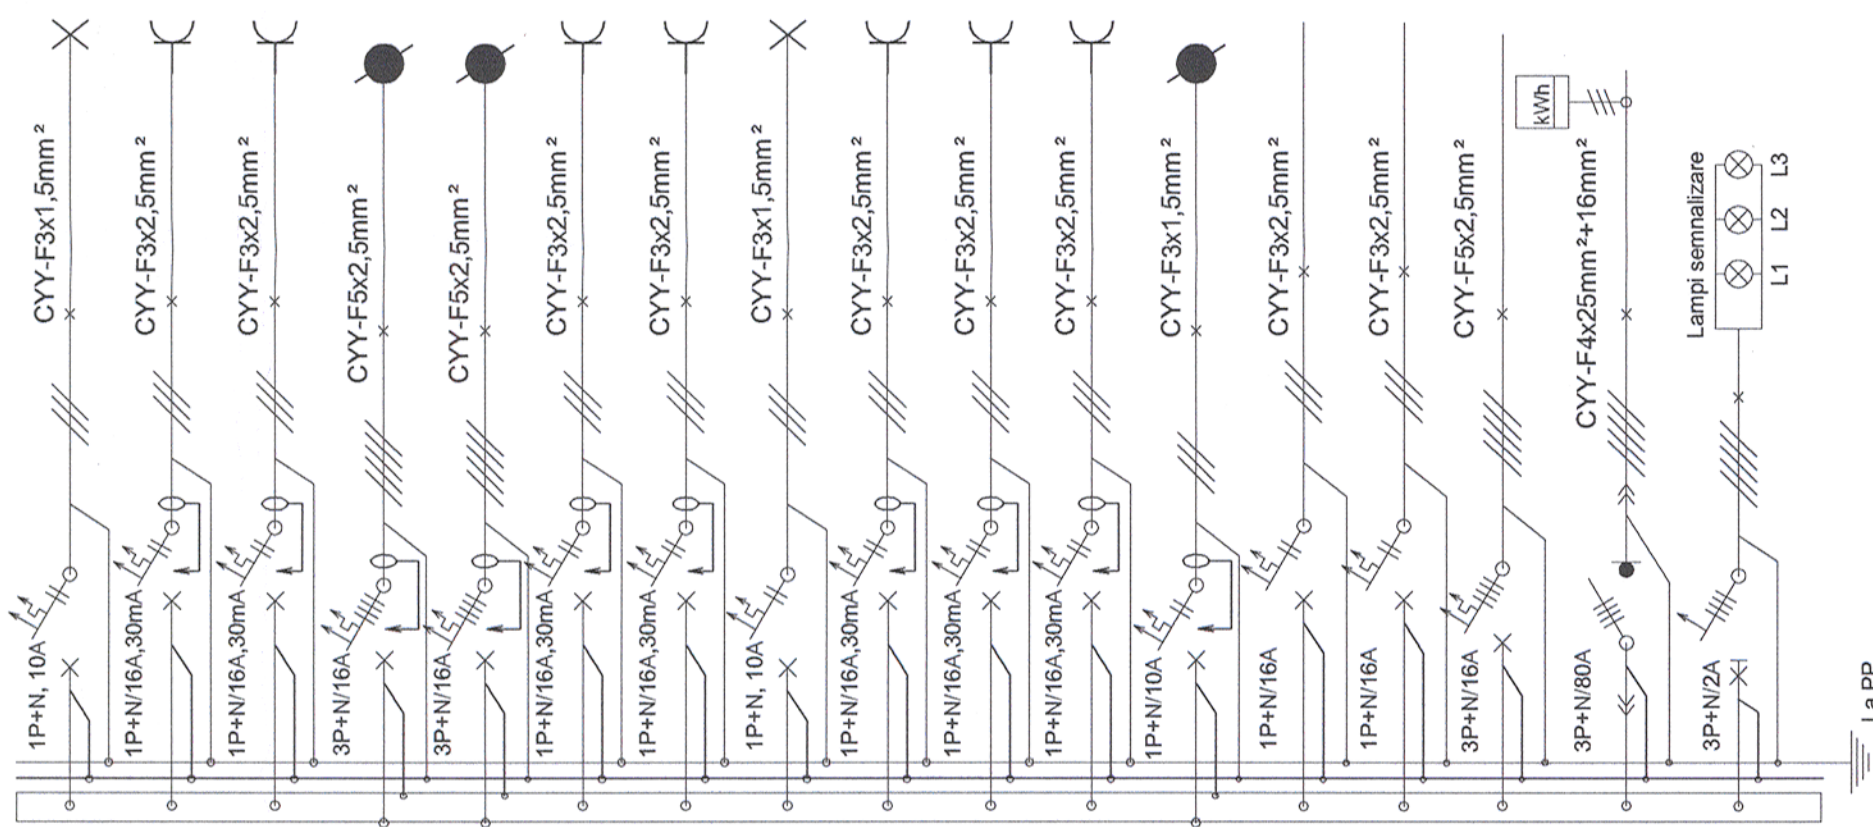 CYY-F3x1,5mm²
1P+N, 10A
CYY-F3x2,5mm²
1P+N/16A,30mA
CYY-F3x2,5mm²
1P+N/16A,30mA
CYY-F5x2,5mm²
3P+N/16A
CYY-F5x2,5mm²
3P+N/16A
CYY-F3x2,5mm²
1P+N/16A,30mA
CYY-F3x2,5mm²
1P+N/16A,30mA
CYY-F3x1,5mm²
1P+N, 10A
CYY-F3x2,5mm²
1P+N/16A,30mA
CYY-F3x2,5mm²
1P+N/16A,30mA
CYY-F3x2,5mm²
1P+N/16A,30mA
CYY-F3x1,5mm²
1P+N/10A
CYY-F3x2,5mm²
1P+N/16A
CYY-F3x2,5mm²
1P+N/16A
CYY-F5x2,5mm²
3P+N/16A
kWh
CYY-F4x25mm²+16mm²
3P+N/80A
Lampi semnalizare
L1 L2 L3
3P+N/2A
La PP